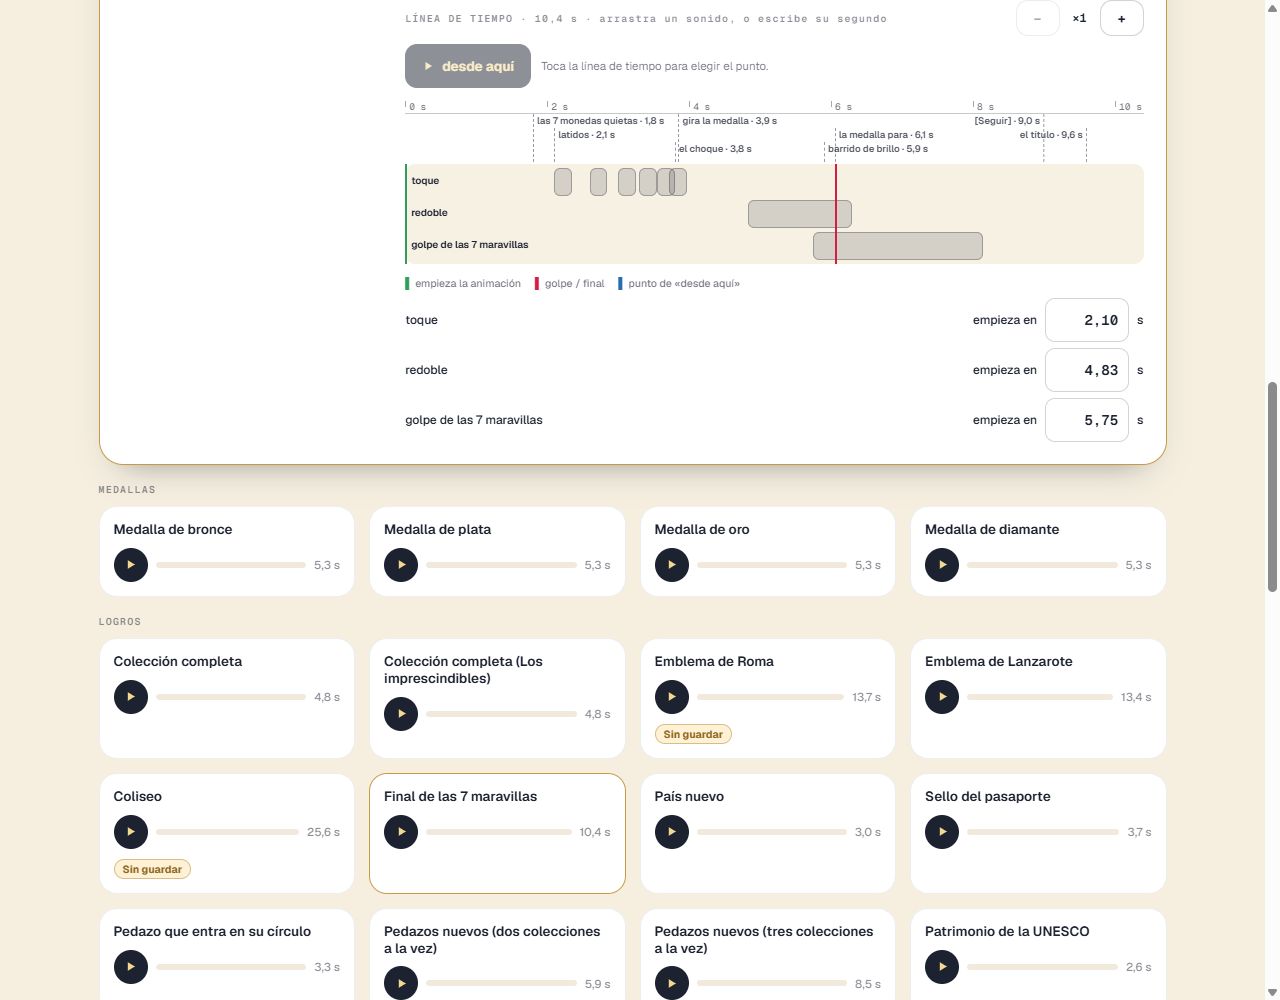 LÍNEA DE TIEMPO · 10,4 s · arrastra un sonido, o escribe su segundo
− ×1 +
desde aquí Toca la línea de tiempo para elegir el punto.
0 s 2 s 4 s 6 s 8 s 10 s
las 7 monedas quietas · 1,8 s gira la medalla · 3,9 s [Seguir] · 9,0 s
latidos · 2,1 s la medalla para · 6,1 s el título · 9,6 s
el choque · 3,8 s barrido de brillo · 5,9 s
toque
redoble
golpe de las 7 maravillas
empieza la animación golpe / final punto de «desde aquí»
toque empieza en 2,10 s
redoble empieza en 4,83 s
golpe de las 7 maravillas empieza en 5,75 s
MEDALLAS
Medalla de bronce Medalla de plata Medalla de oro Medalla de diamante
5,3 s 5,3 s 5,3 s 5,3 s
LOGROS
Colección completa
4,8 s
Colección completa (Los
imprescindibles)
4,8 s
Emblema de Roma
13,7 s
Sin guardar
Emblema de Lanzarote
13,4 s
Coliseo
25,6 s
Sin guardar
Final de las 7 maravillas
10,4 s
País nuevo
3,0 s
Sello del pasaporte
3,7 s
Pedazo que entra en su círculo
3,3 s
Pedazos nuevos (dos colecciones
a la vez)
5,9 s
Pedazos nuevos (tres colecciones
a la vez)
8,5 s
Patrimonio de la UNESCO
2,6 s